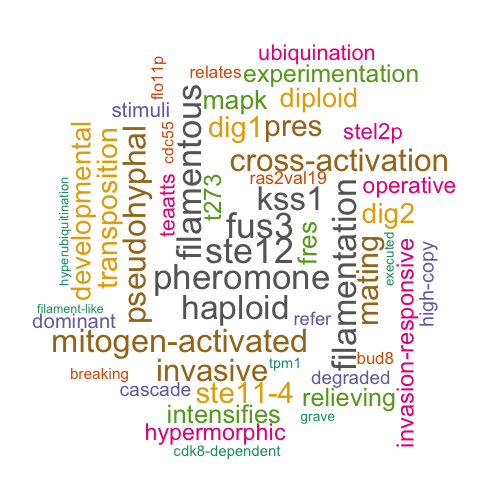 ubiquination
flo11p
relates
experimentation
stimuli
mapk
diploid
filamentous
dig1
pres
stel2p
developmental
transposition
pseudohyphal
teaatts
cdc55
cross-activation
hyperubiquitination
t273
ras2val19
kss1
operative
fus3
fres
filamentation
dig2
mating
ste12
executed
invasion-responsive
high-copy
pheromone
filament-like
haploid
dominant
refer
mitogen-activated
bud8
breaking
invasive
tpm1
degraded
cascade
ste11-4
relieving
intensifies
grave
hypermorphic
cdk8-dependent